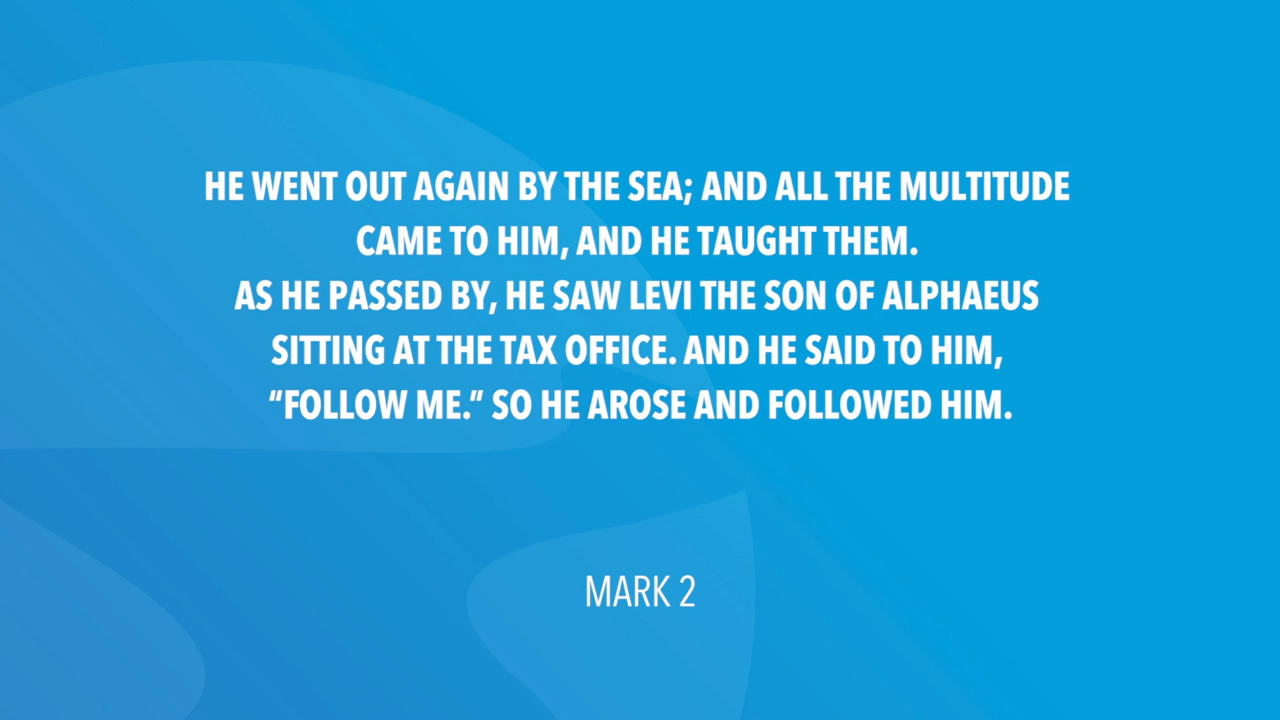 HE WENT OUT AGAIN BY THE SEA; AND ALL THE MULTITUDE
CAME TO HIM, AND HE TAUGHT THEM.
AS HE PASSED BY, HE SAW LEVI THE SON OF ALPHAEUS
SITTING AT THE TAX OFFICE. AND HE SAID TO HIM,
“FOLLOW ME.” SO HE AROSE AND FOLLOWED HIM.
MARK 2